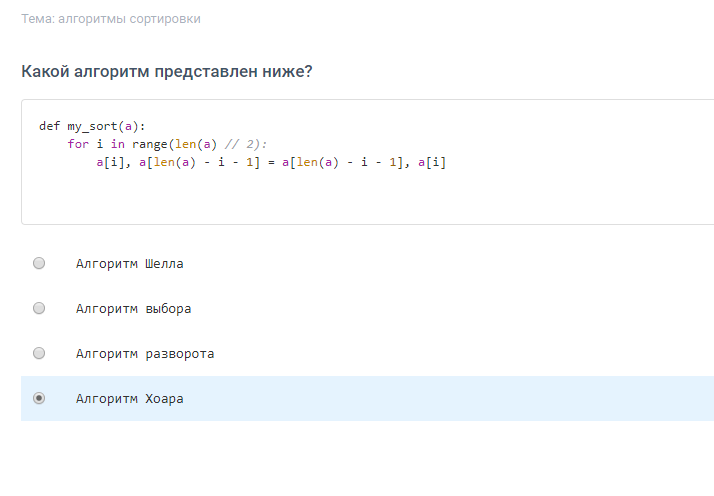 Тема: алгоритмы сортировки
Какой алгоритм представлен ниже?
def my_sort(a):
    for i in range(len(a) // 2):
        a[i], a[len(a) - i - 1] = a[len(a) - i - 1], a[i]
Алгоритм Шелла
Алгоритм выбора
Алгоритм разворота
Алгоритм Хоара